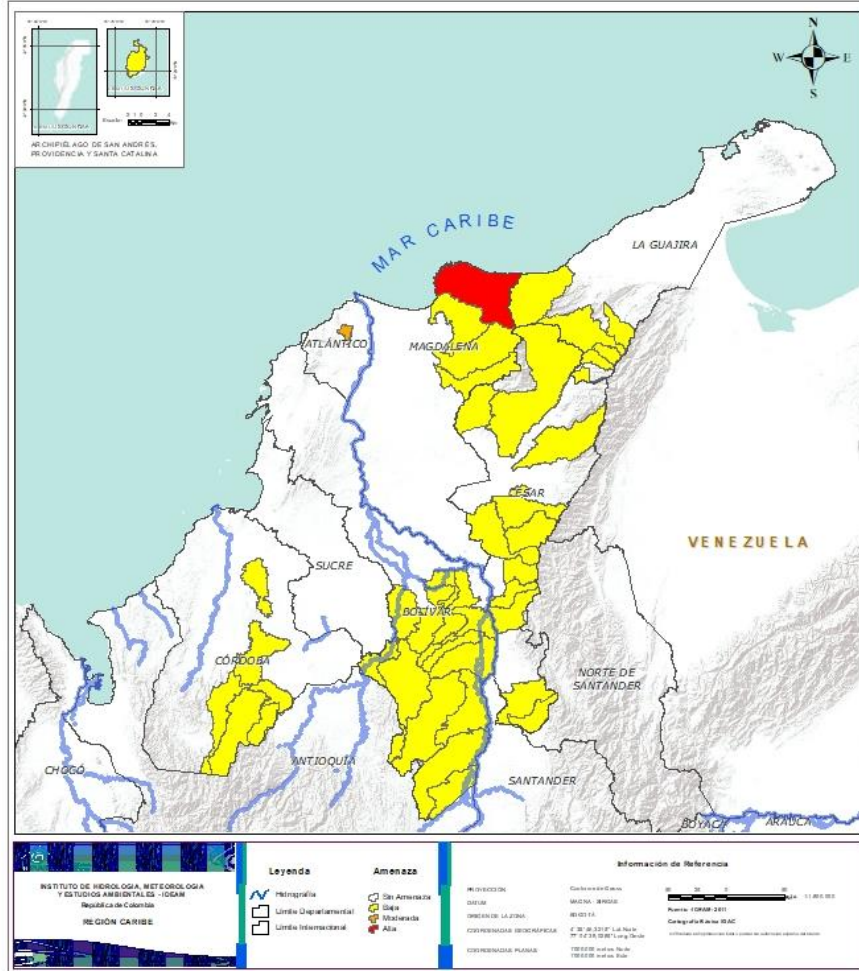 ARCHIPIÉLAGO DE SAN ANDRES,
PROVIDENCIA Y SANTA CATALINA
N
W
E
S
MAR CARIBE
LA GUAJIRA
ATLÁNTICO
MAGDALENA
CESAR
VENEZUELA
SUCRE
BOLÍVAR
CÓRDOBA
NORTE DE
SANTANDER
ANTIOQUÍA
CHOCÓ
SANTANDER
BOYACÁ
ARAUCA
INSTITUTO DE HIDROLOGIA, METEOROLOGIA
Y ESTUDIOS AMBIENTALES - IDEAM
República de Colombia
REGIÓN CARIBE
Leyenda
Hidrografía
Límite Departamental
Límite Internacional
Amenaza
Sin Amenaza
Baja
Moderada
Alta
Información de Referencia
PROYECCIÓN
DATUM
ORIGEN DE LA ZONA
BOGOTÁ
COORDENADAS GEOGRÁFICAS
COORDENADAS PLANAS